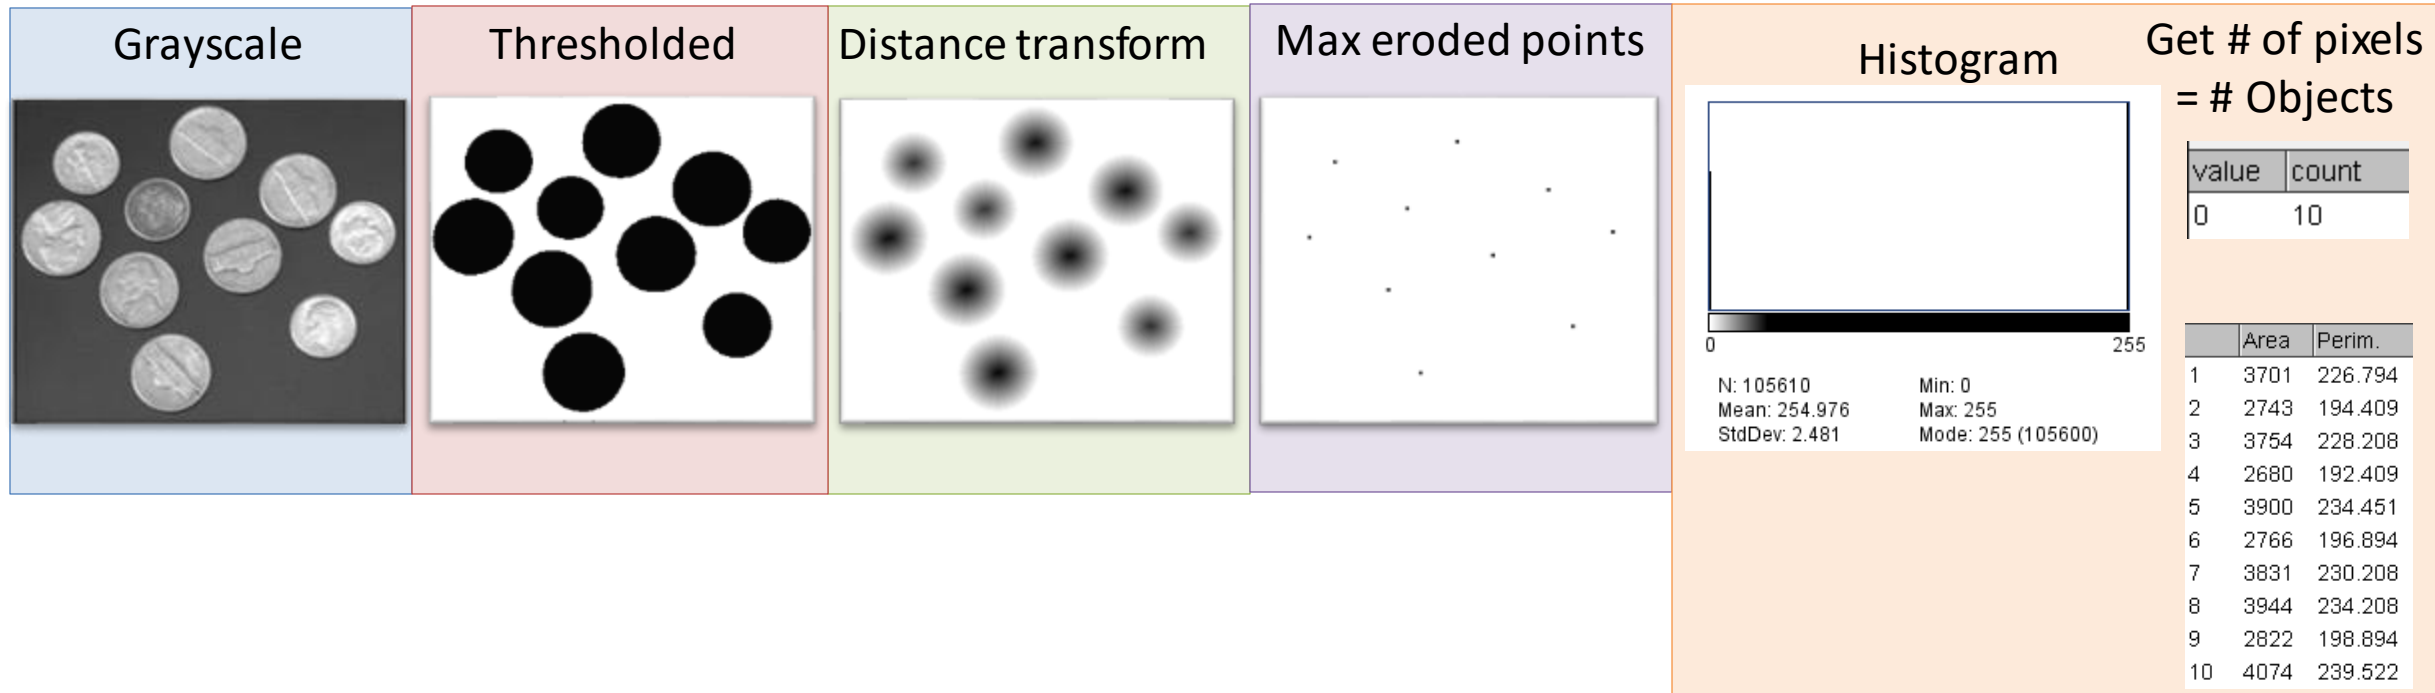 Grayscale
Thresholded
Distance transform
Max eroded points
Histogram
Get # of pixels
= # Objects
value count
0 10
0 255
N: 105610 Min: 0
Mean: 254.976 Max: 255
StdDev: 2.481 Mode: 255 (105600)
Area Perim.
1 3701 226.794
2 2743 194.409
3 3754 228.208
4 2680 192.409
5 3900 234.451
6 2766 196.894
7 3831 230.208
8 3944 234.208
9 2822 198.894
10 4074 239.522